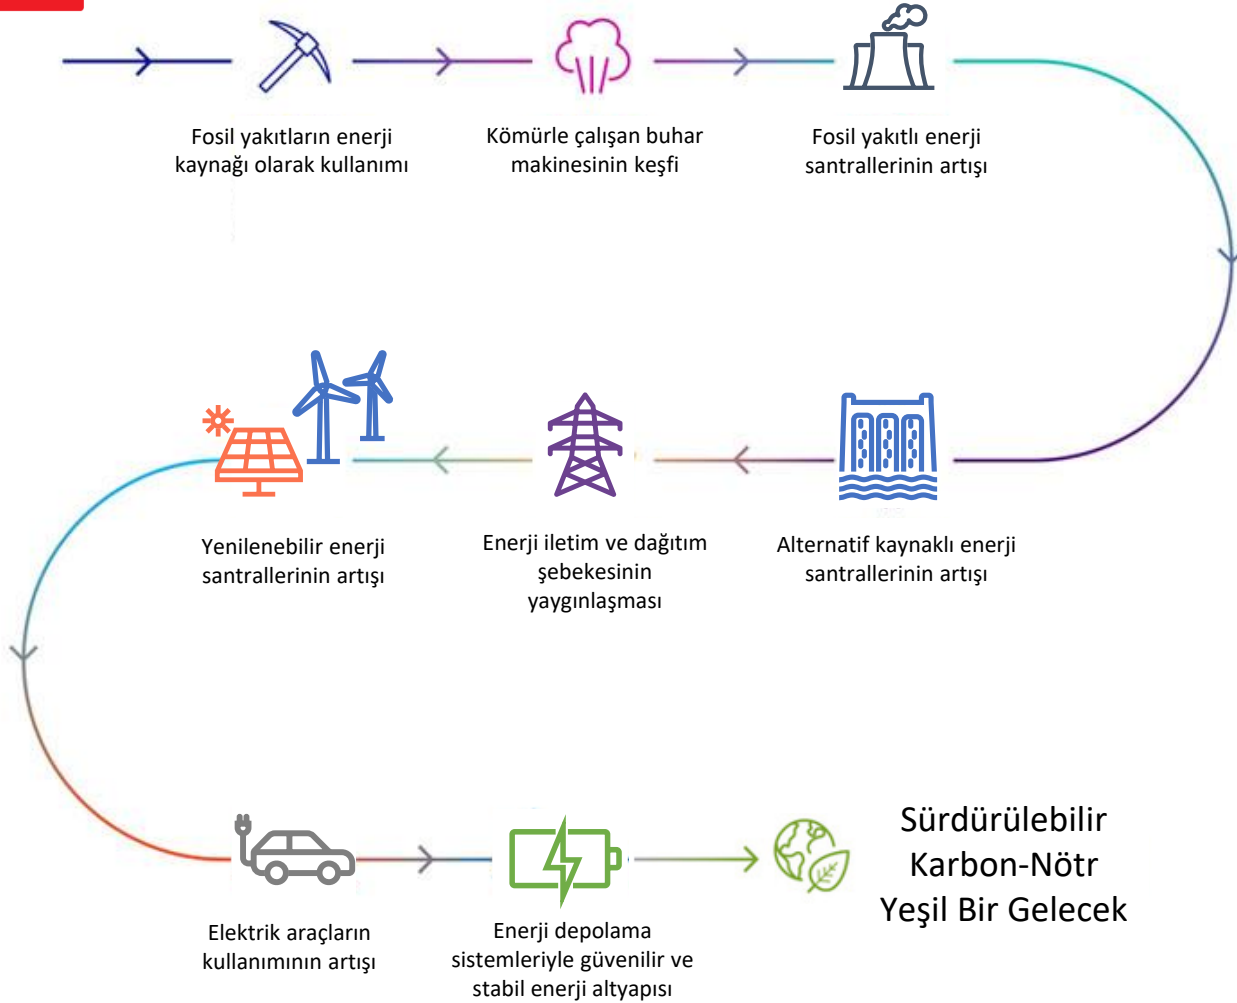 Fosil yakıtların enerji
kaynağı olarak kullanımı
Kömürle çalışan buhar
makinesinin keşfi
Fosil yakıtlı enerji
santrallerinin artışı
Alternatif kaynaklı enerji
santrallerinin artışı
Enerji iletim ve dağıtım
şebekesinin
yaygınlaşması
Yenilenebilir enerji
santrallerinin artışı
Elektrik araçların
kullanımının artışı
Enerji depolama
sistemleriyle güvenilir ve
stabil enerji altyapısı
Sürdürülebilir
Karbon-Nötr
Yeşil Bir Gelecek